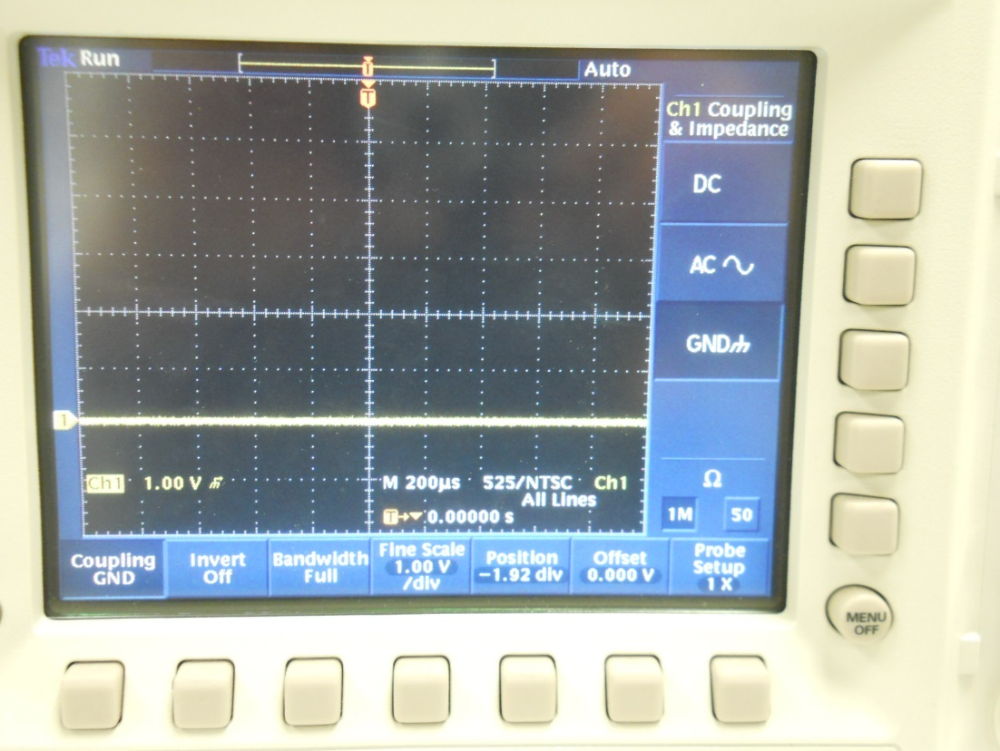 Tek Run
Auto
T
T
Ch1 Coupling
& Impedance
DC
AC
GND
1
Ch1 1.00 V
M 200µs 525/NTSC Ch1
All Lines
T→▼ 0.00000 s
Ω
1M 50
Coupling
GND
Invert
Off
Bandwidth
Full
Fine Scale
1.00 V
/div
Position
−1.92 div
Offset
0.000 V
Probe
Setup
1 X
MENU
OFF